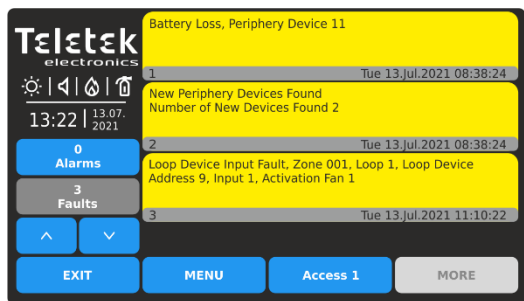 Teletek
electronics
13:22
13.07.
2021
0
Alarms
3
Faults
Battery Loss, Periphery Device 11
1 Tue 13.Jul.2021 08:38:24
New Periphery Devices Found
Number of New Devices Found 2
2 Tue 13.Jul.2021 08:38:24
Loop Device Input Fault, Zone 001, Loop 1, Loop Device
Address 9, Input 1, Activation Fan 1
3 Tue 13.Jul.2021 11:10:22
EXIT MENU Access 1 MORE